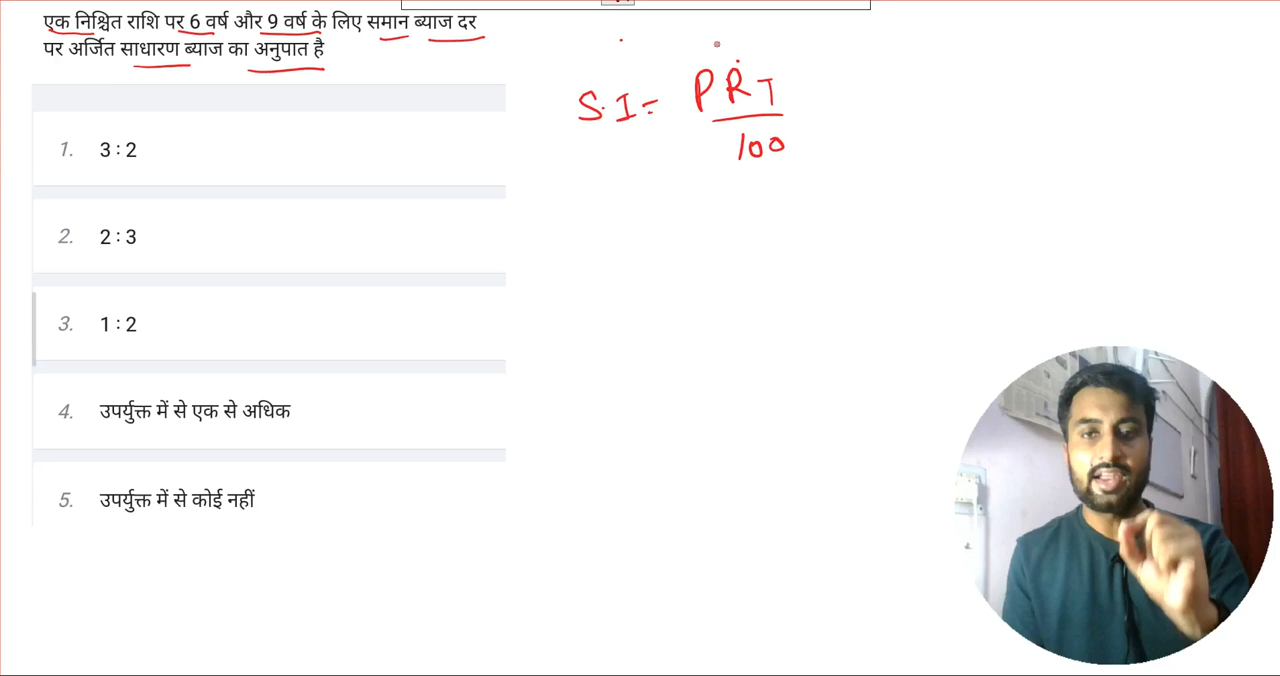 एक निश्चित राशि पर 6 वर्ष और 9 वर्ष के लिए समान ब्याज दर
पर अर्जित साधारण ब्याज का अनुपात है
1. 3 : 2
2. 2 : 3
3. 1 : 2
4. उपर्युक्त में से एक से अधिक
5. उपर्युक्त में से कोई नहीं
S.I = PRT
100